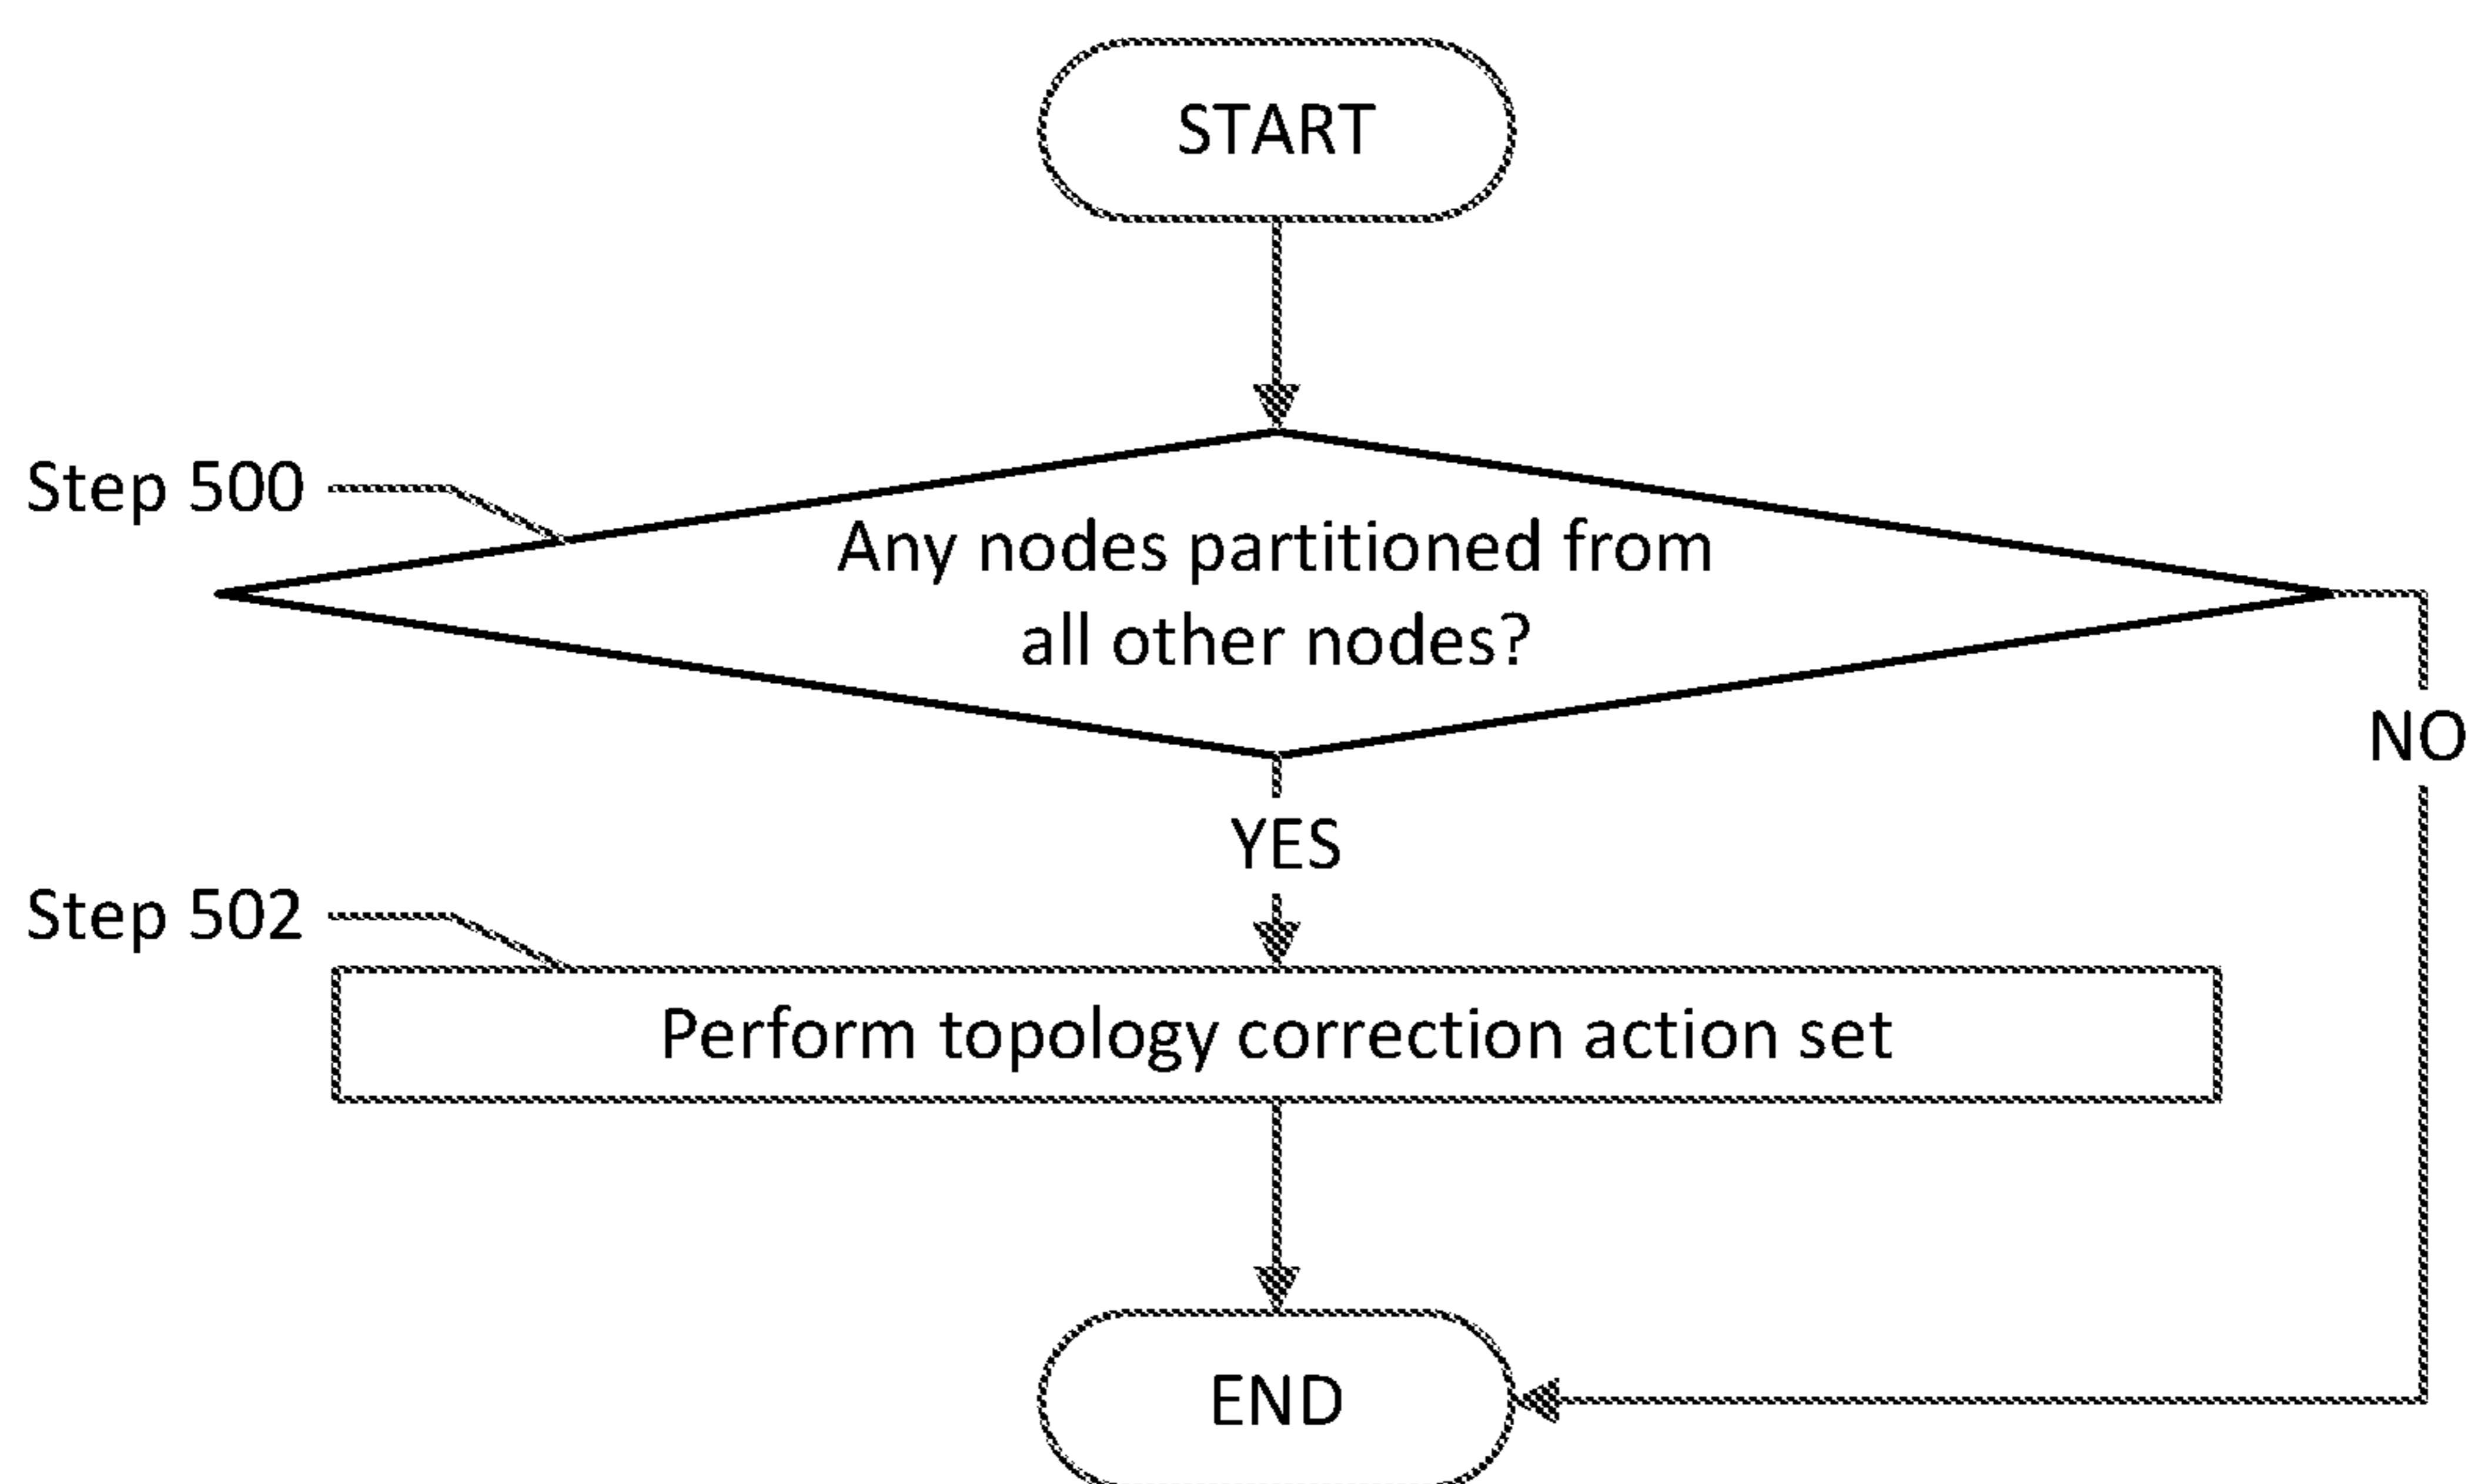 START
Step 500
Any nodes partitioned from
all other nodes?
NO
YES
Step 502
Perform topology correction action set
END